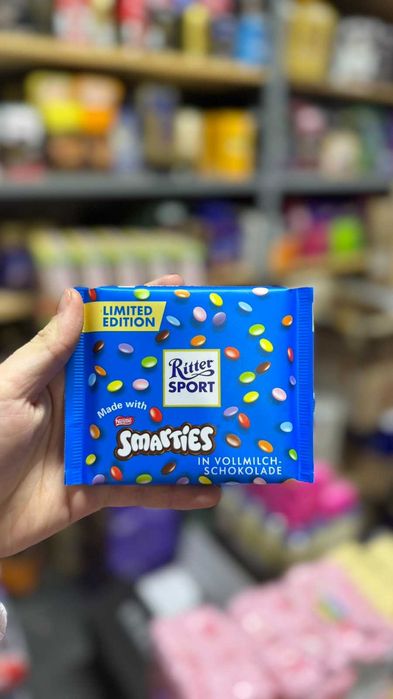 LIMITED
EDITION
Ritter
SPORT
Made with
Nestlé
SMARTIES
IN VOLLMILCH-
SCHOKOLADE